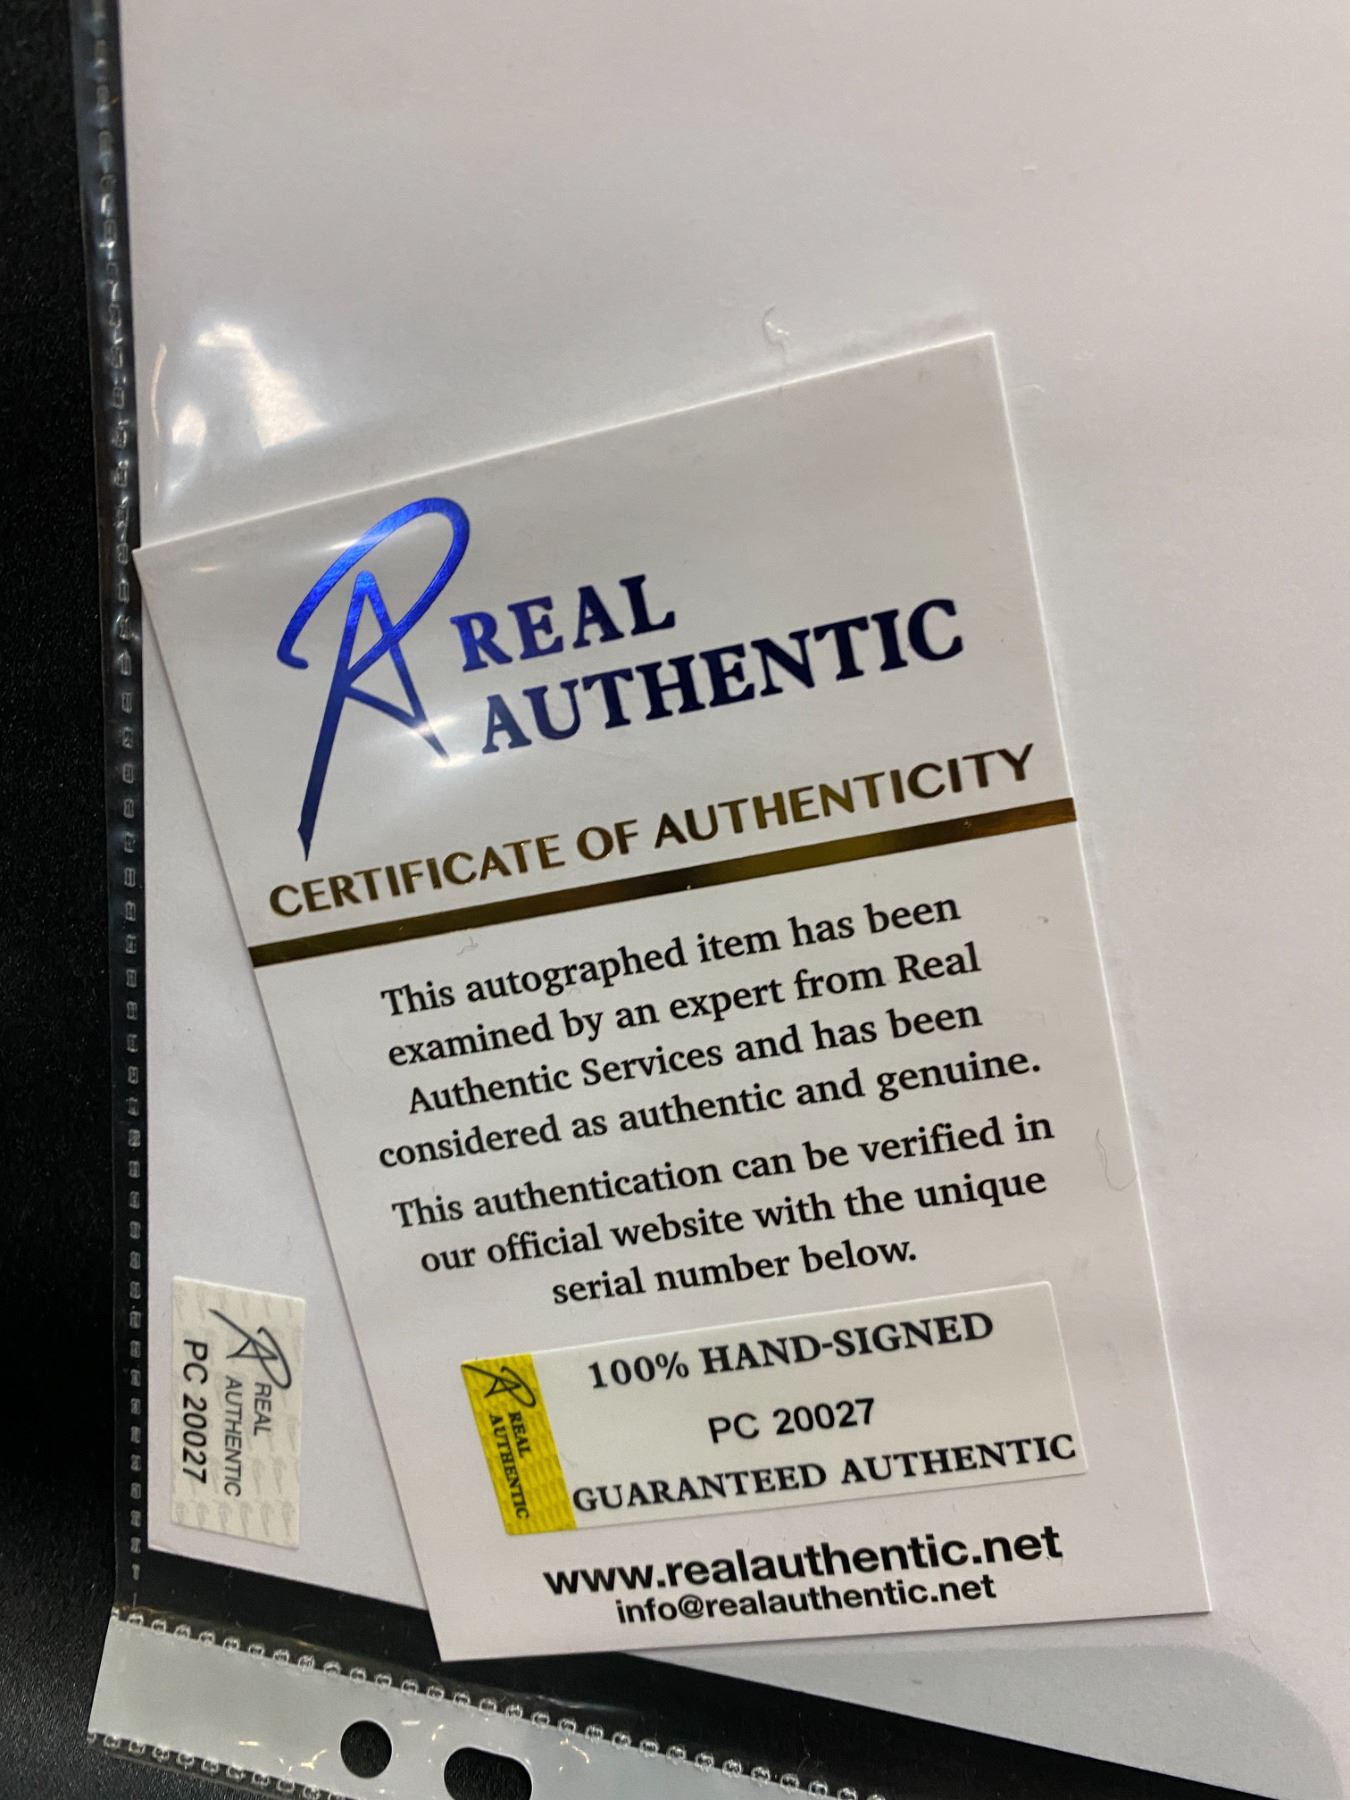 REAL
AUTHENTIC
CERTIFICATE OF AUTHENTICITY
This autographed item has been
examined by an expert from Real
Authentic Services and has been
considered as authentic and genuine.
This authentication can be verified in
our official website with the unique
serial number below.
100% HAND-SIGNED
PC 20027
GUARANTEED AUTHENTIC
REAL
AUTHENTIC
www.realauthentic.net
info@realauthentic.net
REAL
AUTHENTIC
PC 20027